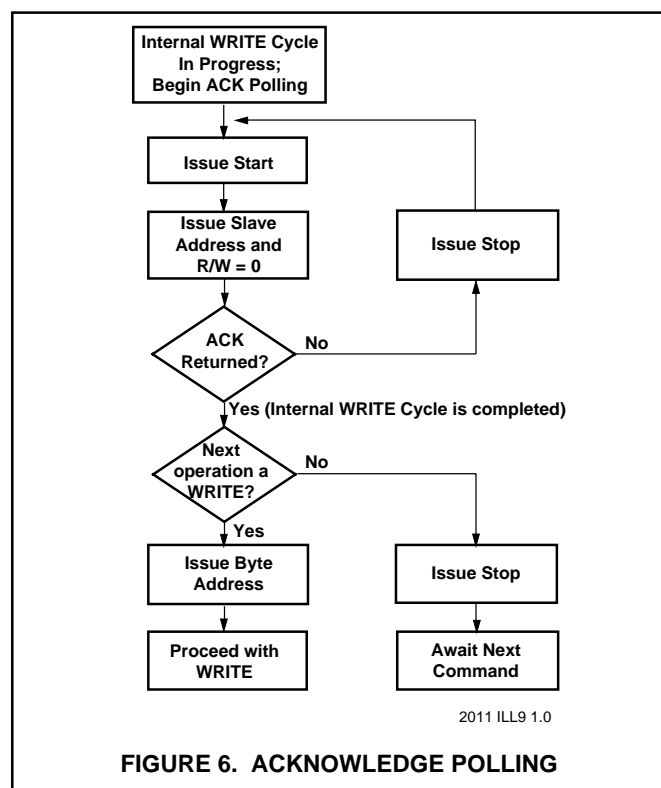 Internal WRITE Cycle
In Progress;
Begin ACK Polling
Issue Start
Issue Slave
Address and
R/W = 0
Issue Stop
ACK
Returned?
No
Yes (Internal WRITE Cycle is completed)
Next
operation a
WRITE?
No
Yes
Issue Byte
Address
Issue Stop
Proceed with
WRITE
Await Next
Command
2011 ILL9 1.0
FIGURE 6. ACKNOWLEDGE POLLING